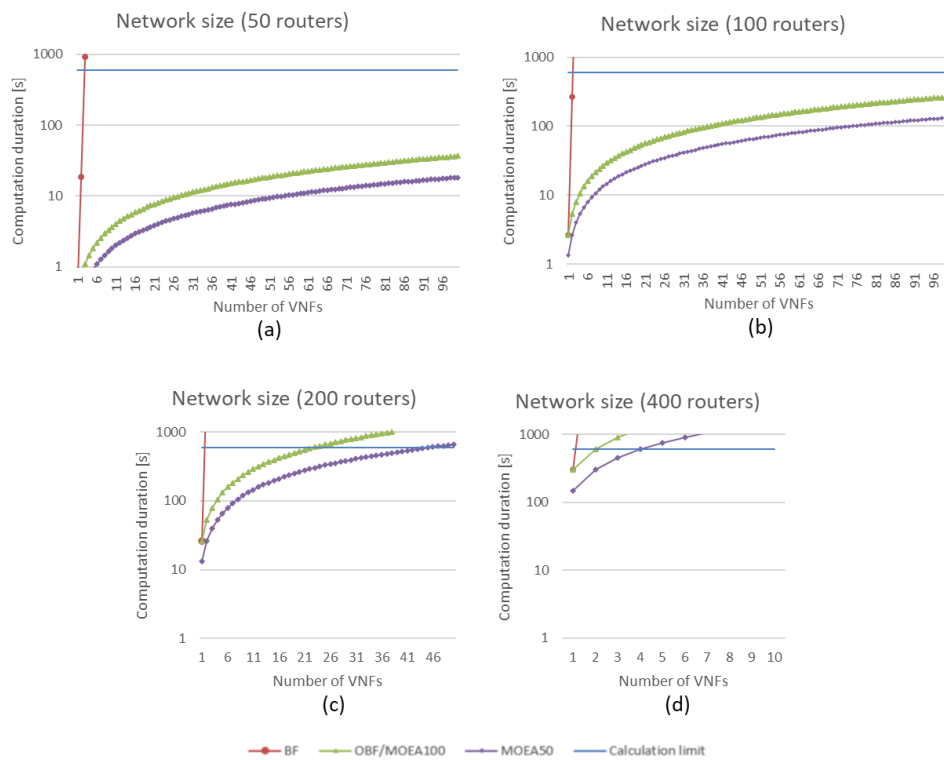 Network size (50 routers)
1000
100
10
1
Computation duration [s]
1 6 11 16 21 26 31 36 41 46 51 56 61 66 71 76 81 86 91 96
Number of VNFs
(a)
Network size (100 routers)
1000
100
10
1
Computation duration [s]
1 6 11 16 21 26 31 36 41 46 51 56 61 66 71 76 81 86 91 96
Number of VNFs
(b)
Network size (200 routers)
1000
100
10
1
Computation duration [s]
1 6 11 16 21 26 31 36 41 46
Number of VNFs
(c)
Network size (400 routers)
1000
100
10
1
Computation duration [s]
1 2 3 4 5 6 7 8 9 10
Number of VNFs
(d)
BF OBF/MOEA100 MOEA50 Calculation limit